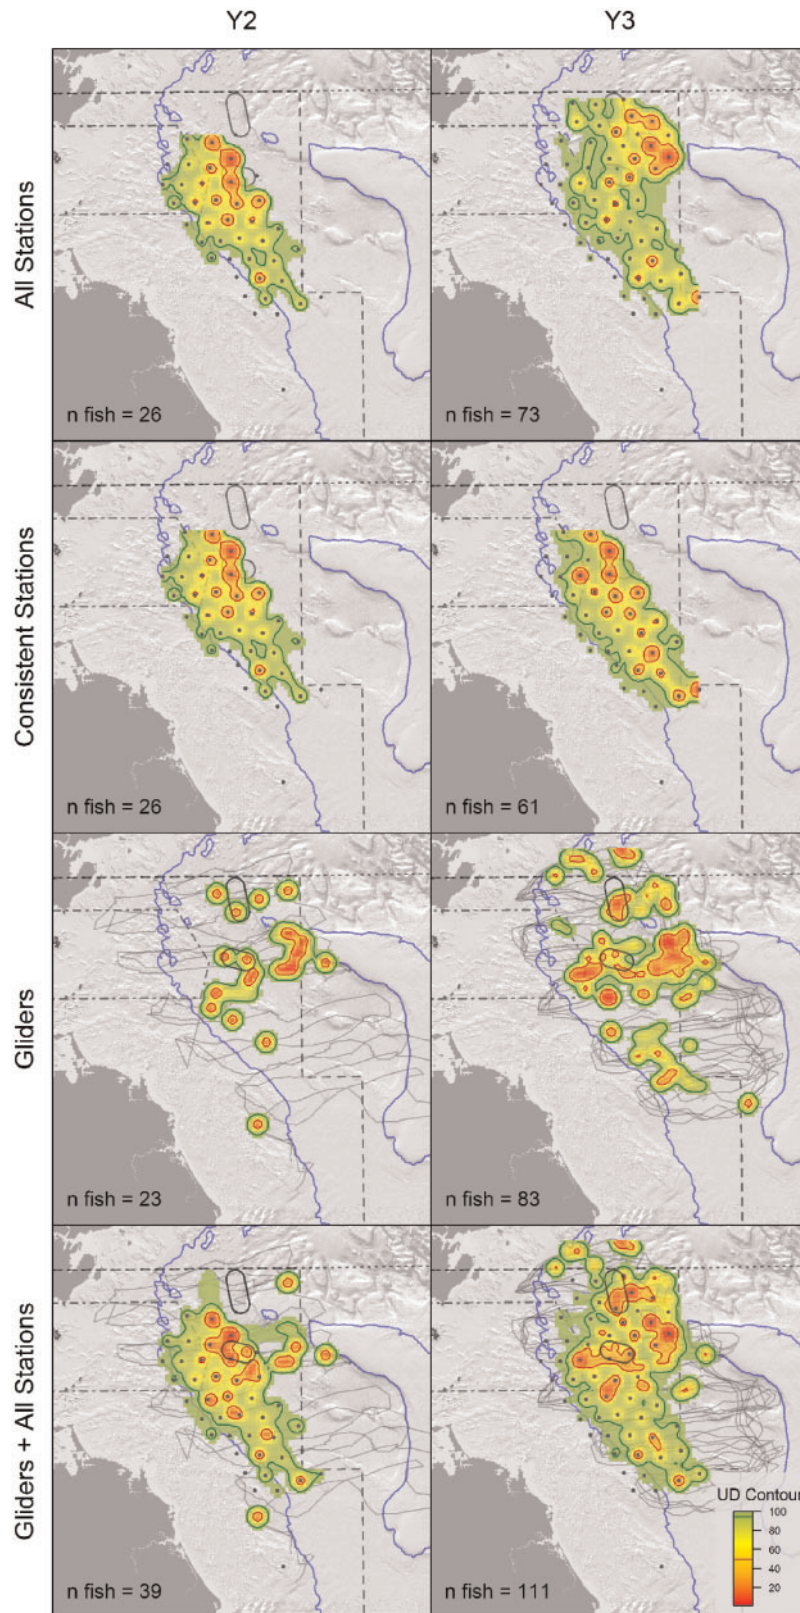 Y2
Y3
All Stations
n fish = 26
n fish = 73
Consistent Stations
n fish = 26
n fish = 61
Gliders
n fish = 23
n fish = 83
Gliders + All Stations
n fish = 39
n fish = 111
UD Contour
100
80
60
40
20